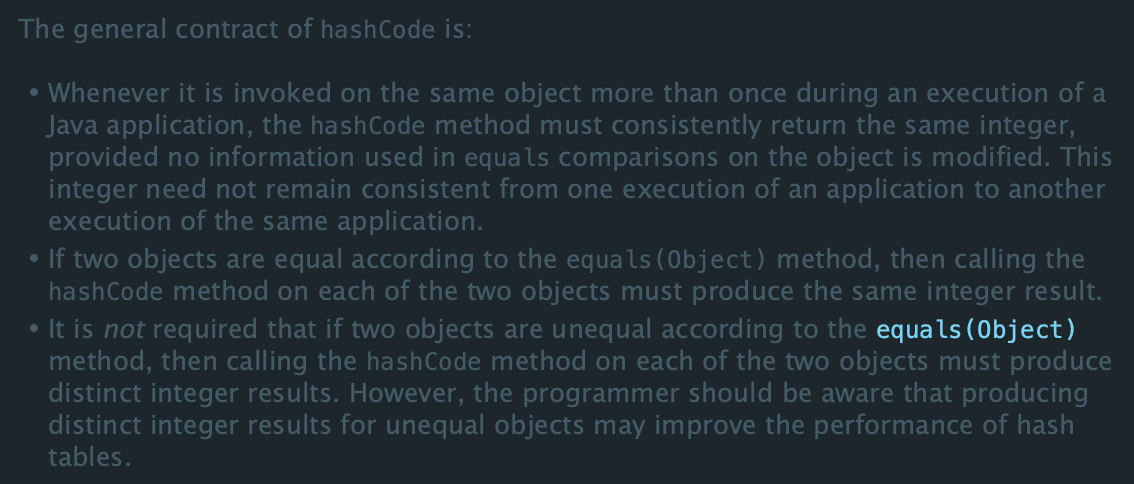 The general contract of hashCode is:
• Whenever it is invoked on the same object more than once during an execution of a
Java application, the hashCode method must consistently return the same integer,
provided no information used in equals comparisons on the object is modified. This
integer need not remain consistent from one execution of an application to another
execution of the same application.
• If two objects are equal according to the equals(Object) method, then calling the
hashCode method on each of the two objects must produce the same integer result.
• It is not required that if two objects are unequal according to the equals(Object)
method, then calling the hashCode method on each of the two objects must produce
distinct integer results. However, the programmer should be aware that producing
distinct integer results for unequal objects may improve the performance of hash
tables.